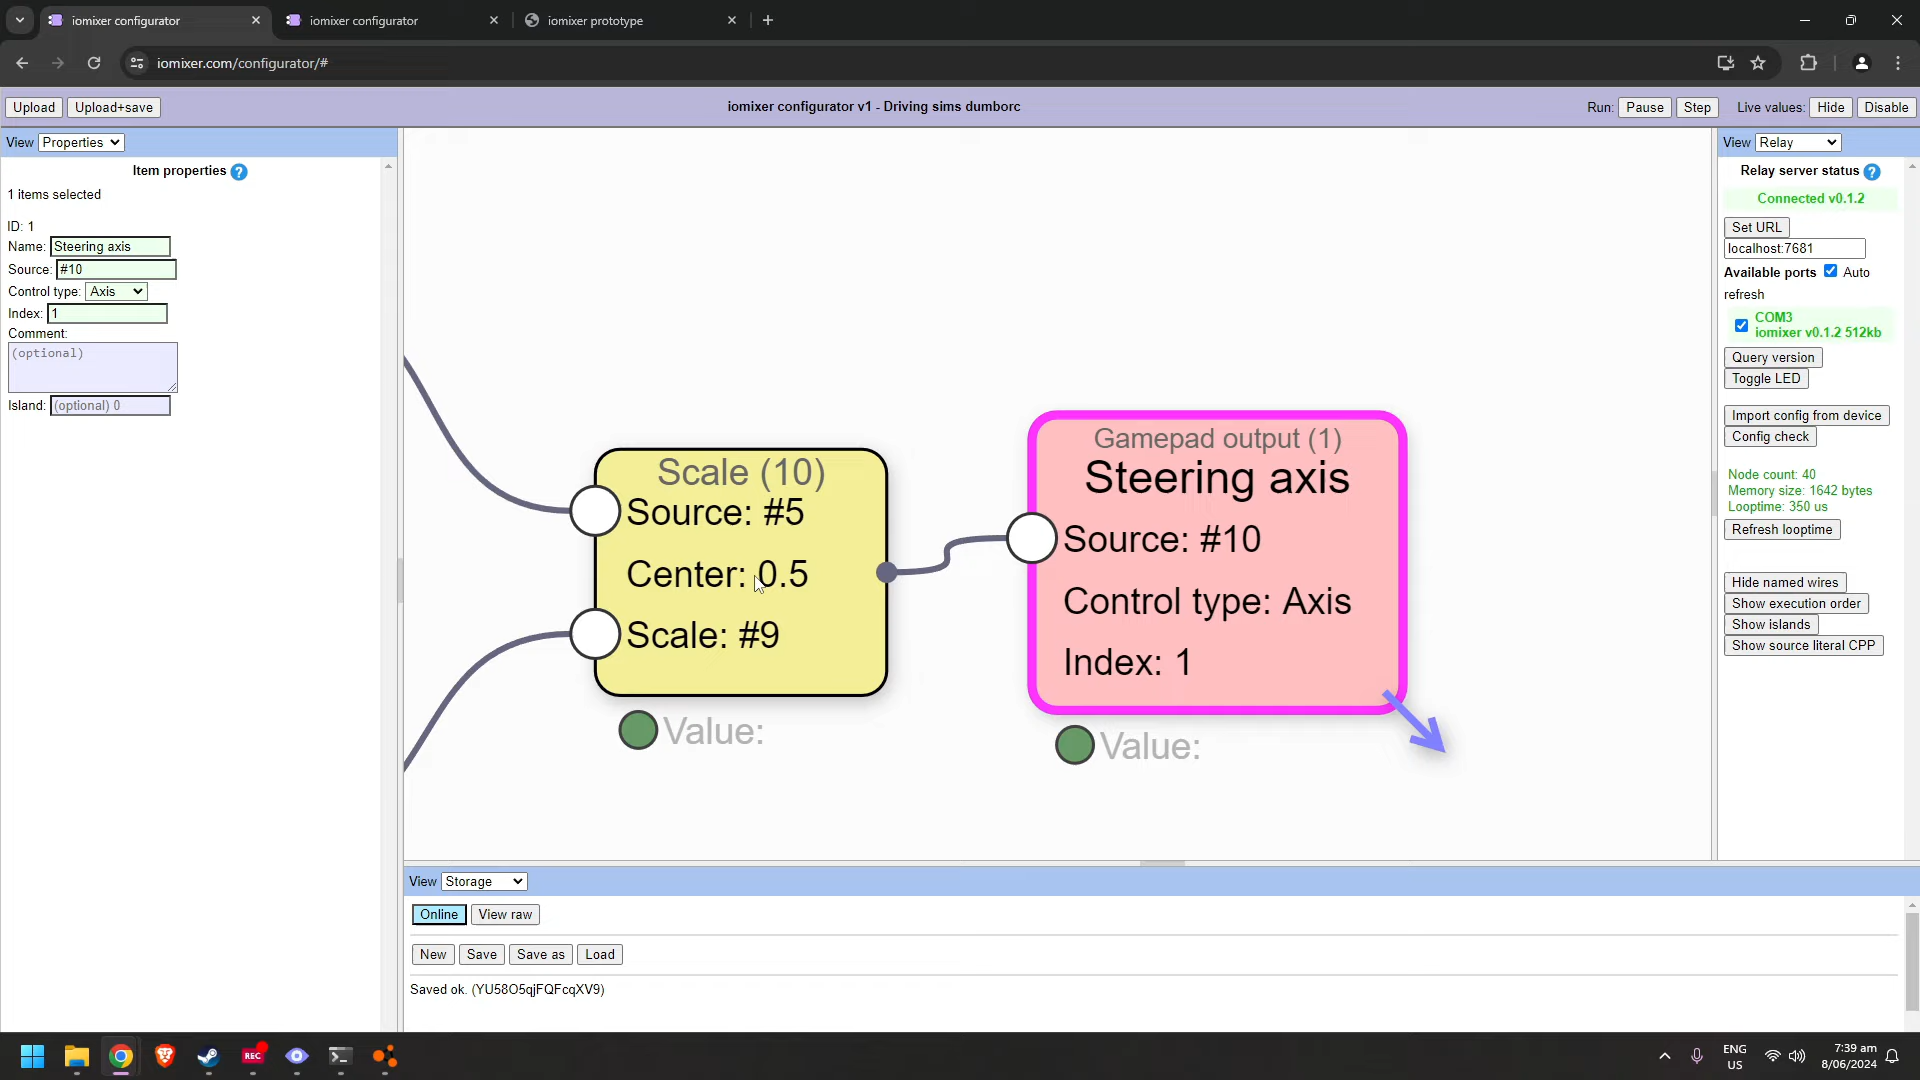 iomixer configurator
iomixer configurator
iomixer prototype
iomixer.com/configurator/#
Upload
Upload+save
iomixer configurator v1 - Driving sims dumborc
Run:
Pause
Step
Live values:
Hide
Disable
View
Properties
Item properties
?
1 items selected
ID: 1
Name:
Steering axis
Source:
#10
Control type:
Axis
Index:
1
Comment:
(optional)
Island:
(optional) 0
Scale (10)
Source: #5
Center: 0.5
Scale: #9
Value:
Gamepad output (1)
Steering axis
Source: #10
Control type: Axis
Index: 1
Value:
View
Relay
Relay server status
?
Connected v0.1.2
Set URL
localhost:7681
Available ports
Auto
refresh
COM3
iomixer v0.1.2 512kb
Query version
Toggle LED
Import config from device
Config check
Node count: 40
Memory size: 1642 bytes
Looptime: 350 us
Refresh looptime
Hide named wires
Show execution order
Show islands
Show source literal CPP
View
Storage
Online
View raw
New
Save
Save as
Load
Saved ok. (YU58O5qjFQFcqXV9)
REC
ENG
US
7:39 am
8/06/2024